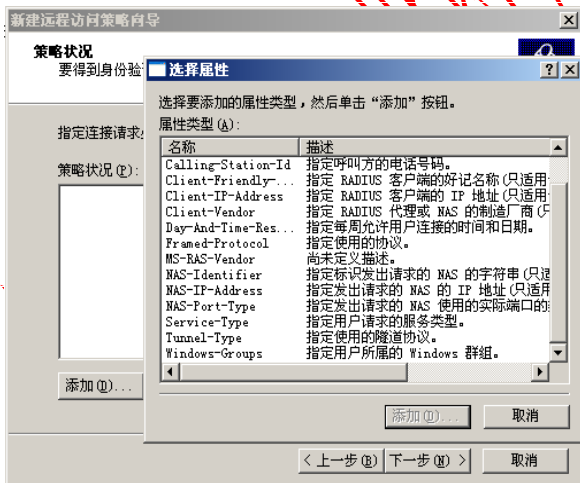 新建远程访问策略向导
策略状况
要得到身份验
选择属性
选择要添加的属性类型，然后单击“添加”按钮。
属性类型(A):
指定连接请求
策略状况(P):
名称 描述
Calling-Station-Id 指定呼叫方的电话号码。
Client-Friendly-... 指定 RADIUS 客户端的好记名称(只适用
Client-IP-Address 指定 RADIUS 客户端的 IP 地址(只适用
Client-Vendor 指定 RADIUS 代理或 NAS 的制造厂商(只
Day-And-Time-Res... 指定每周允许用户连接的时间和日期。
Framed-Protocol 指定使用的协议。
MS-RAS-Vendor 尚未定义描述。
NAS-Identifier 指定标识发出请求的 NAS 的字符串(只适
NAS-IP-Address 指定发出请求的 NAS 的 IP 地址(只适用
NAS-Port-Type 指定发出请求的 NAS 使用的实际端口的
Service-Type 指定用户请求的服务类型。
Tunnel-Type 指定使用的隧道协议。
Windows-Groups 指定用户所属的 Windows 群组。
添加(D)...
添加(D)... 取消
< 上一步(B) 下一步(N) > 取消